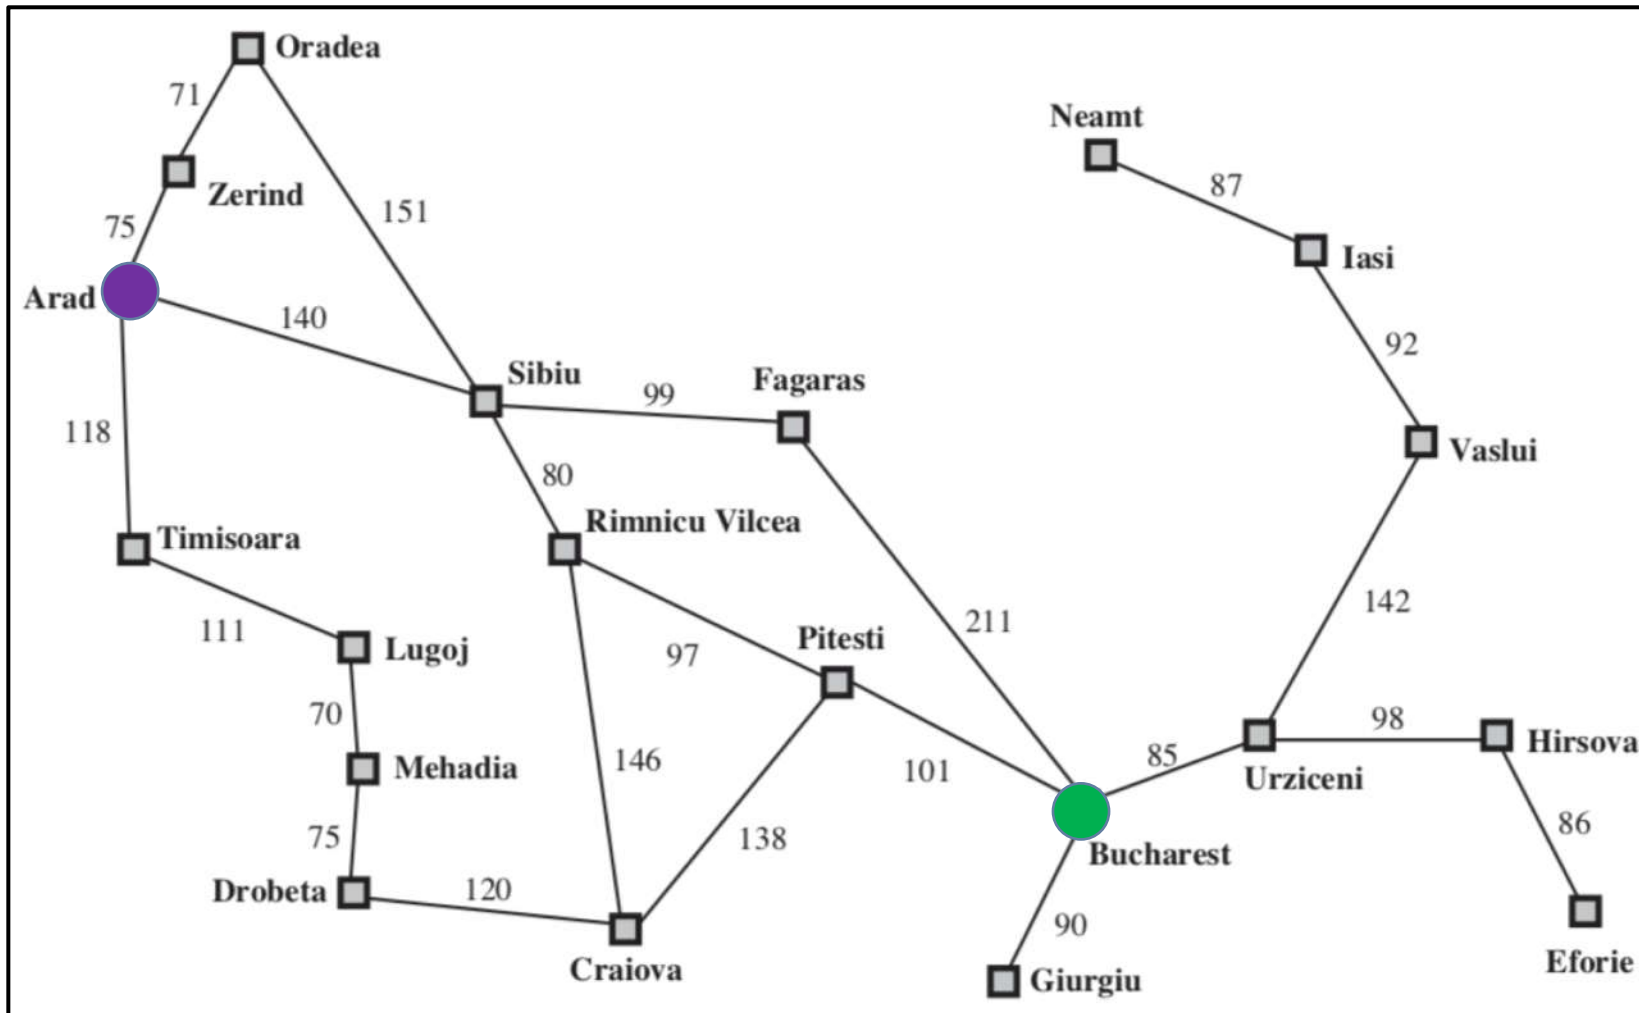 Oradea
71
Neamt
87
Zerind
151
75
Iasi
Arad
140
92
Sibiu
99
Fagaras
118
Vaslui
80
Rimnicu Vilcea
Timisoara
142
111
211
Lugoj
97
Pitesti
70
98
Hirsova
146
85
Mehadia
101
Urziceni
86
75
138
Bucharest
Drobeta
120
90
Craiova
Eforie
Giurgiu